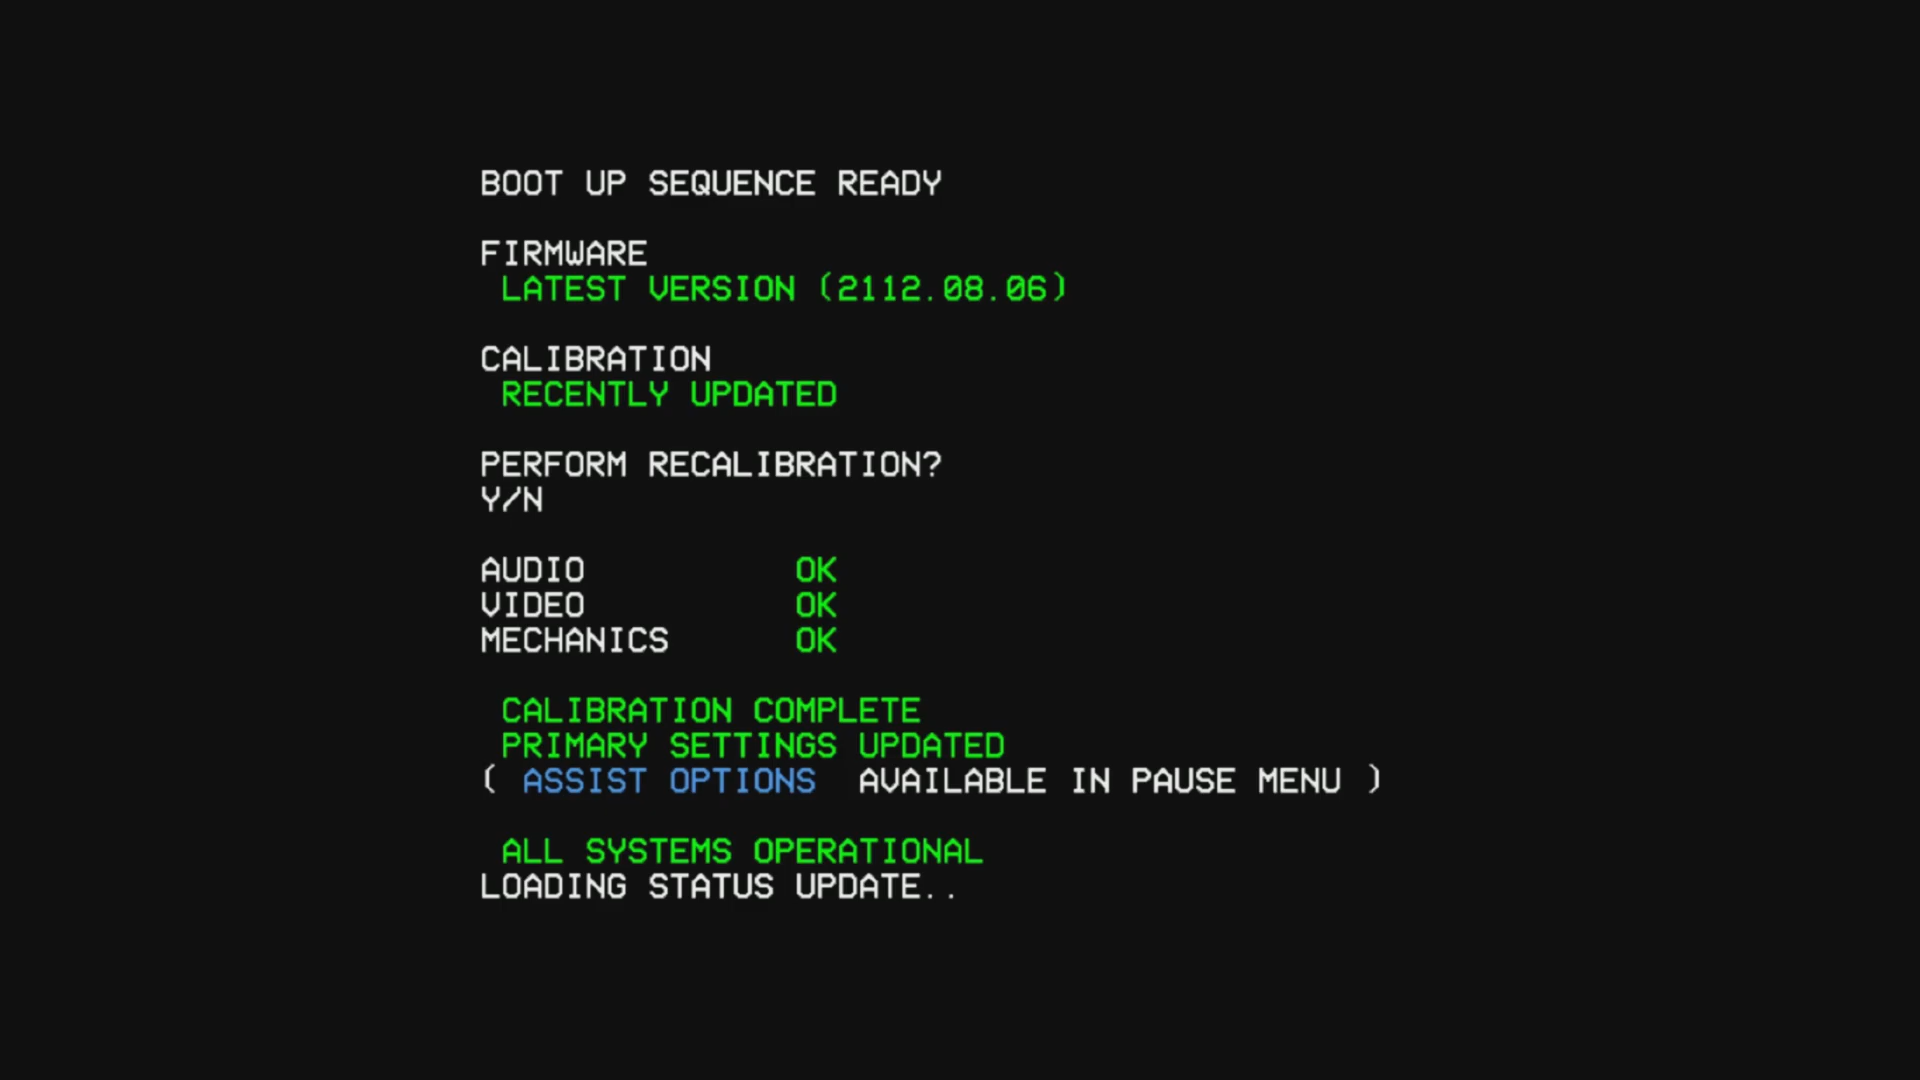 BOOT UP SEQUENCE READY
FIRMWARE
LATEST VERSION (2112.08.06)
CALIBRATION
RECENTLY UPDATED
PERFORM RECALIBRATION?
Y/N
AUDIO OK
VIDEO OK
MECHANICS OK
CALIBRATION COMPLETE
PRIMARY SETTINGS UPDATED
( ASSIST OPTIONS AVAILABLE IN PAUSE MENU )
ALL SYSTEMS OPERATIONAL
LOADING STATUS UPDATE..